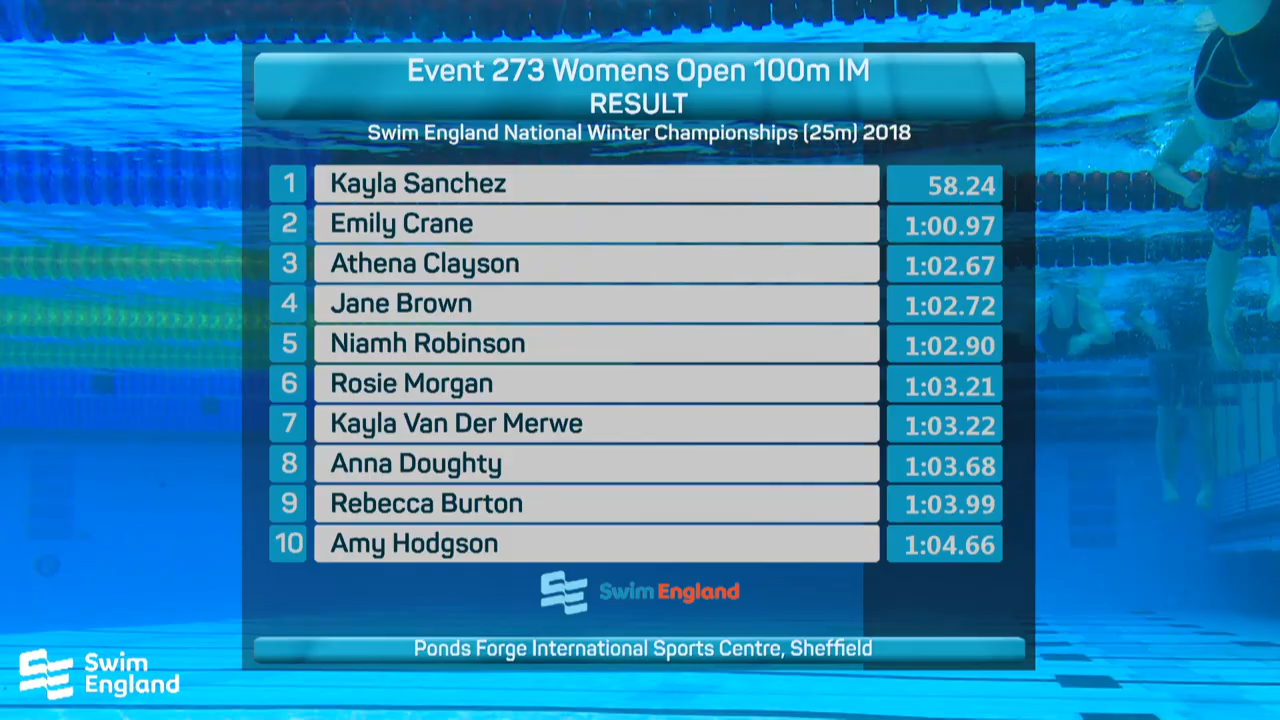 Event 273 Womens Open 100m IM
RESULT
Swim England National Winter Championships (25m) 2018
1 Kayla Sanchez 58.24
2 Emily Crane 1:00.97
3 Athena Clayson 1:02.67
4 Jane Brown 1:02.72
5 Niamh Robinson 1:02.90
6 Rosie Morgan 1:03.21
7 Kayla Van Der Merwe 1:03.22
8 Anna Doughty 1:03.68
9 Rebecca Burton 1:03.99
10 Amy Hodgson 1:04.66
Swim England
Ponds Forge International Sports Centre, Sheffield
Swim
England